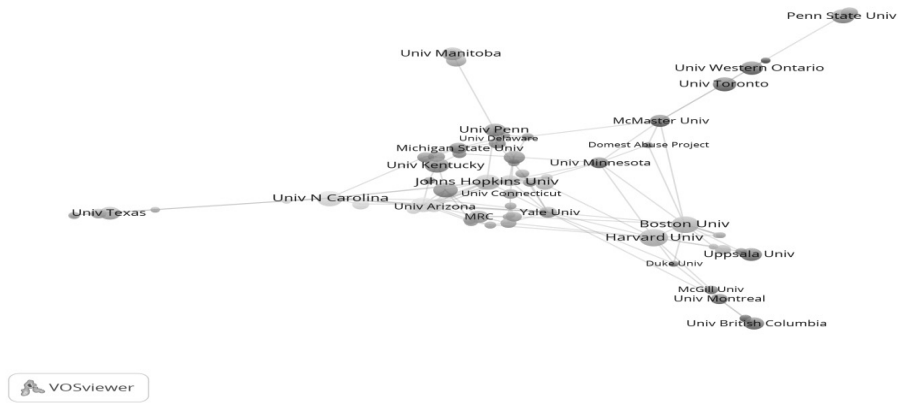 Penn State Univ
Univ Manitoba
Univ Western Ontario
Univ Toronto
McMaster Univ
Univ Penn
Univ Delaware
Michigan State Univ
Domest Abuse Project
Univ Kentucky
Univ Minnesota
Johns Hopkins Univ
Univ Connecticut
Univ N Carolina
Univ Arizona
Univ Texas
MRC
Yale Univ
Boston Univ
Harvard Univ
Uppsala Univ
Duke Univ
McGill Univ
Univ Montreal
Univ British Columbia
VOSviewer